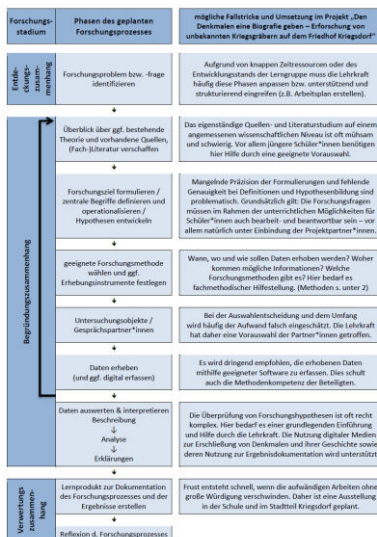 Forschungs-
stadium
Phasen des geplanten
Forschungsprozesses
mögliche Fallstricke und Umsetzung im Projekt „Den
Denkmalen eine Biografie geben – Erforschung von
unbekannten Kriegsgräbern auf dem Friedhof Kriegsdorf“
Entde-
ckungszusam-
menhang
Forschungsproblem bzw. -frage
identifizieren
Aufgrund von knappen Zeitressourcen oder des
Entwicklungsstands der Lerngruppe muss die Lehrkraft
häufig diese Phasen anpassen bzw. unterstützend und
strukturierend eingreifen (z.B. Arbeitsplan erstellen).
Begründungszusammenhang
Überblick über ggf. bestehende
Theorie und vorhandene Quellen,
(Fach-)Literatur verschaffen
Das eigenständige Quellen- und Literaturstudium auf einem
angemessenen wissenschaftlichen Niveau ist oft mühsam
und schwierig. Vor allem jüngere Schüler*innen benötigen
hier Hilfe durch eine geeignete Vorauswahl.
Forschungsziel formulieren /
zentrale Begriffe definieren und
operationalisieren /
Hypothesen entwickeln
Mangelnde Präzision der Formulierungen und fehlende
Genauigkeit bei Definitionen und Hypothesenbildung sind
problematisch. Grundsätzlich gilt: Die Forschungsfragen
müssen im Rahmen der unterrichtlichen Möglichkeiten für
Schüler*innen auch bearbeit- und beantwortbar sein – vor
allem natürlich unter Einbindung der Projektpartner*innen.
geeignete Forschungsmethode
wählen und ggf.
Erhebungsinstrumente festlegen
Wann, wo und wie sollen Daten erhoben werden? Woher
kommen mögliche Informationen? Welche
Forschungsmethoden gibt es? Hier bedarf es
fachmethodischer Hilfestellung. (Methoden s. unter 2)
Untersuchungsobjekte /
Gesprächspartner*innen
Bei der Auswahlentscheidung und dem Umfang
wird häufig der Aufwand falsch eingeschätzt. Die Lehrkraft
hat daher eine Vorauswahl der Partner*innen getroffen.
Daten erheben
(und ggf. digital erfassen)
Es wird dringend empfohlen, die erhobenen Daten
mithilfe geeigneter Software zu erfassen. Dies schult
auch die Methodenkompetenz der Beteiligten.
Daten auswerten & interpretieren
Beschreibung
↓
Analyse
↓
Erklärungen
Die Überprüfung von Forschungshypothesen ist oft recht
komplex. Hier bedarf es einer grundlegenden Einführung
und Hilfe durch die Lehrkraft. Die Nutzung digitaler Medien
zur Erschließung von Denkmalen und ihrer Geschichte sowie
deren Nutzung zur Ergebnisdokumentation wird unterstützt.
Verwertungs-
zusammen-
hang
Lernprodukt zur Dokumentation
des Forschungsprozesses und der
Ergebnisse erstellen
Frust entsteht schnell, wenn die aufwändigen Arbeiten ohne
große Würdigung verschwinden. Daher ist eine Ausstellung
in der Schule und im Stadtteil Kriegsdorf geplant.
Reflexion d. Forschungsprozesses